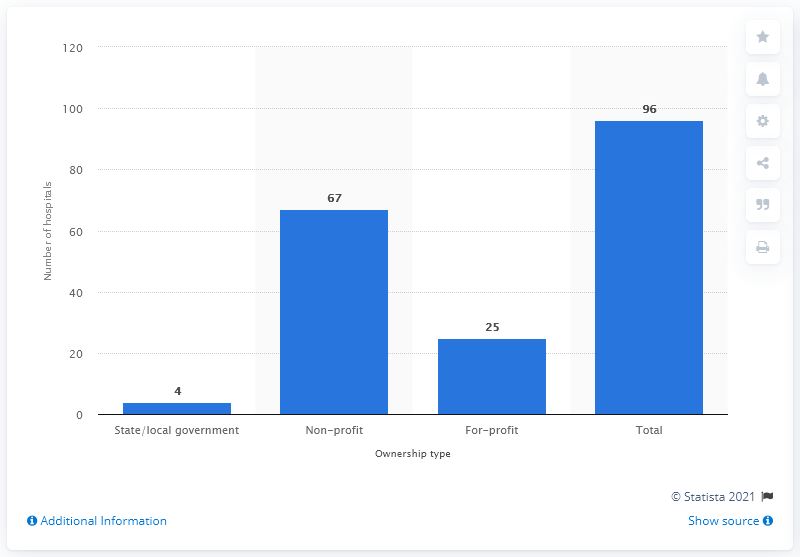 120
100
80
60
40
20
0
Number of hospitals
4
67
25
96
State/local government
Non-profit
For-profit
Total
Ownership type
© Statista 2021
Additional Information
Show source